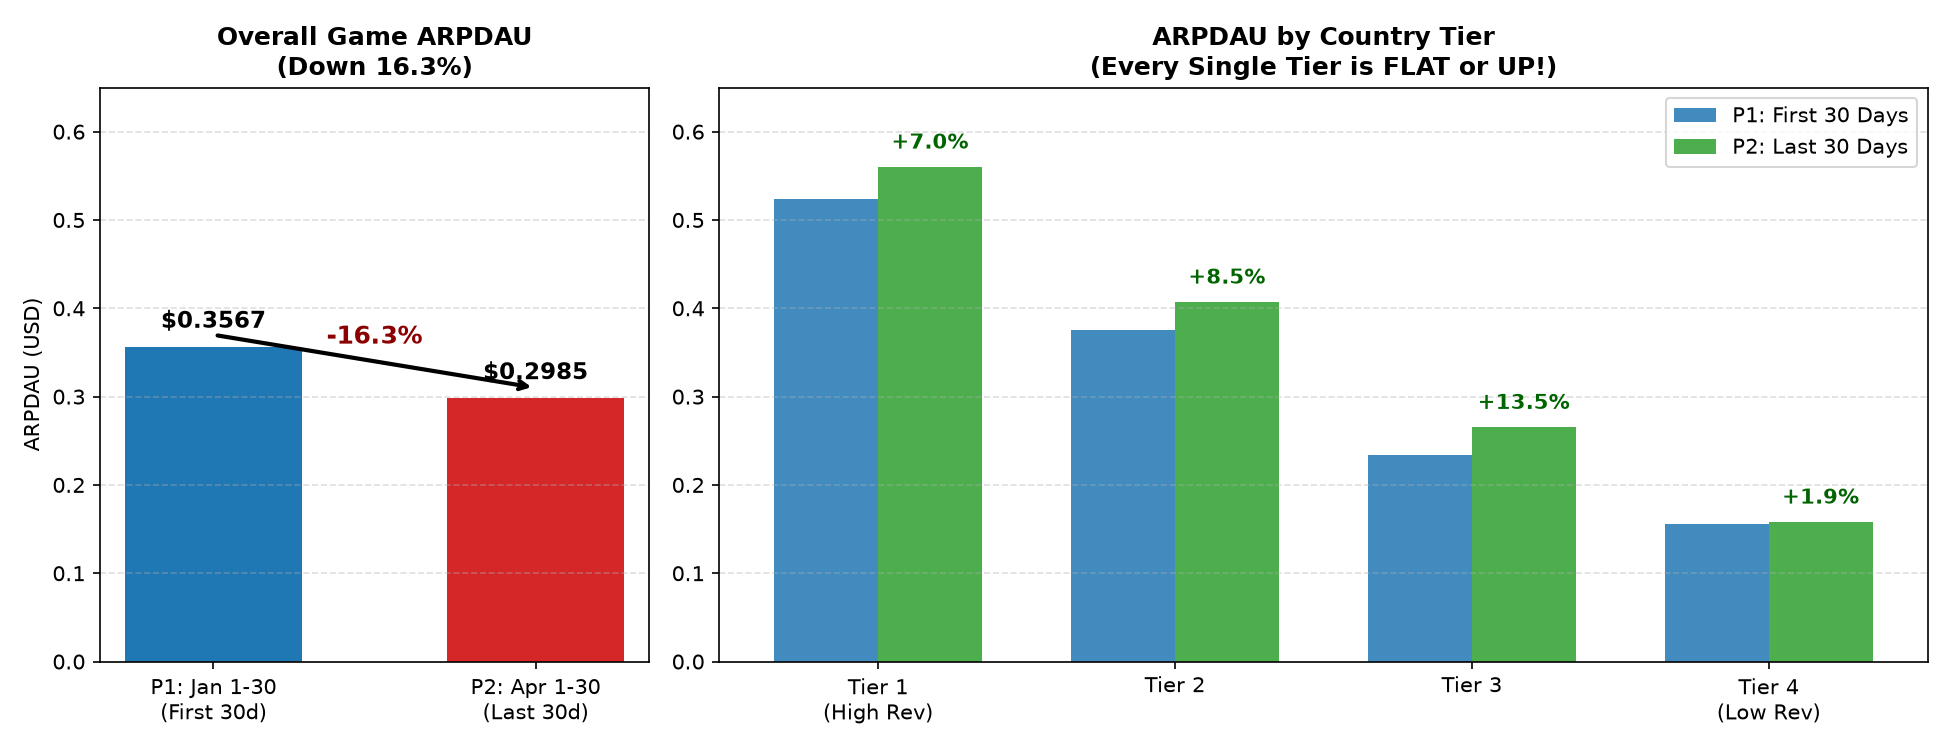 Overall Game ARPDAU
(Down 16.3%)
ARPDAU (USD)
0.6
0.5
0.4
0.3
0.2
0.1
0.0
$0.3567
-16.3%
$0.2985
P1: Jan 1-30
(First 30d)
P2: Apr 1-30
(Last 30d)
ARPDAU by Country Tier
(Every Single Tier is FLAT or UP!)
P1: First 30 Days
P2: Last 30 Days
0.6
0.5
0.4
0.3
0.2
0.1
0.0
+7.0%
+8.5%
+13.5%
+1.9%
Tier 1
(High Rev)
Tier 2
Tier 3
Tier 4
(Low Rev)